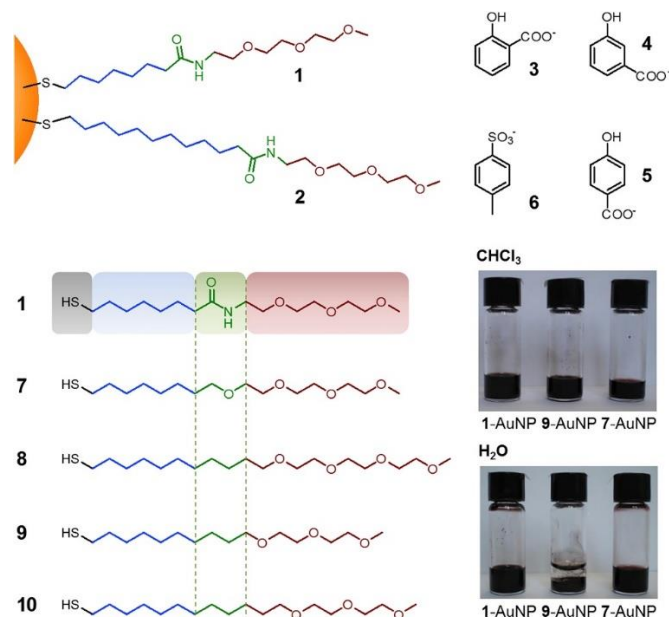 O
S N O O O
H 1
S H
N O O O
O 2
OH
COO⁻
3
OH
4
COO⁻
SO₃⁻
6
OH
5
COO⁻
1 HS O N H O O O
7 HS O O O O
8 HS O O O O
9 HS O O O
10 HS O O O
CHCl₃
1-AuNP 9-AuNP 7-AuNP
H₂O
1-AuNP 9-AuNP 7-AuNP